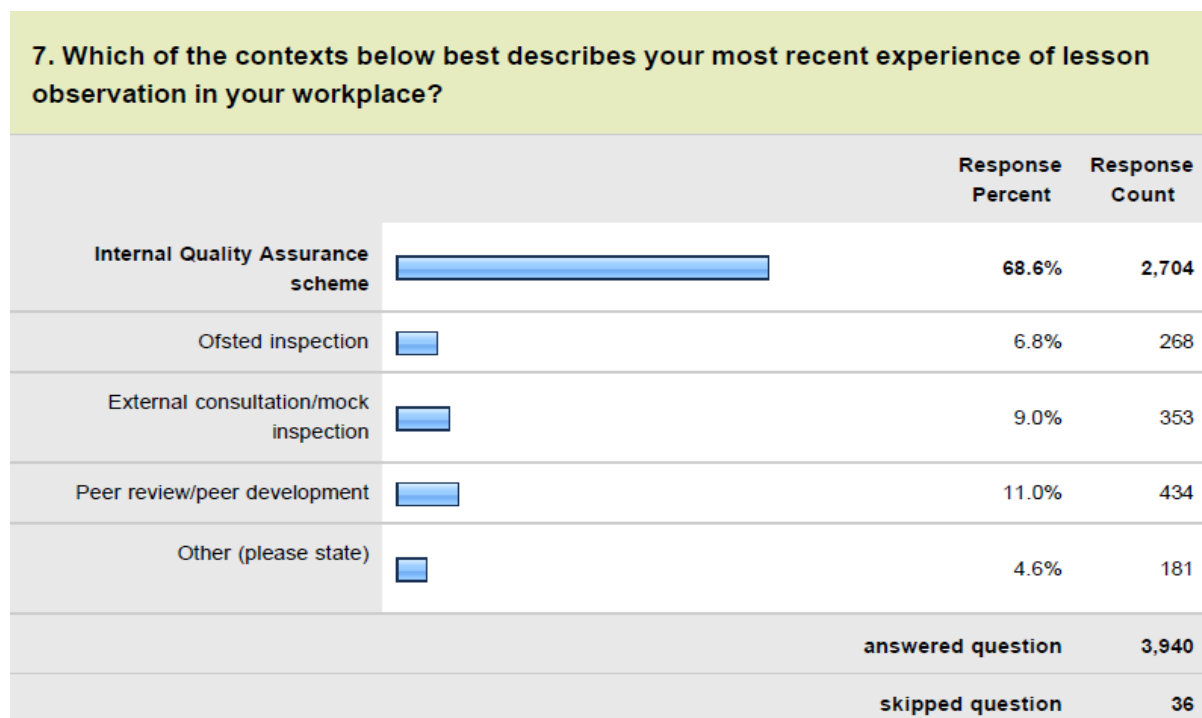 7. Which of the contexts below best describes your most recent experience of lesson
observation in your workplace?
Response Response
Percent Count
Internal Quality Assurance
scheme 68.6% 2,704
Ofsted inspection 6.8% 268
External consultation/mock
inspection 9.0% 353
Peer review/peer development 11.0% 434
Other (please state) 4.6% 181
answered question 3,940
skipped question 36